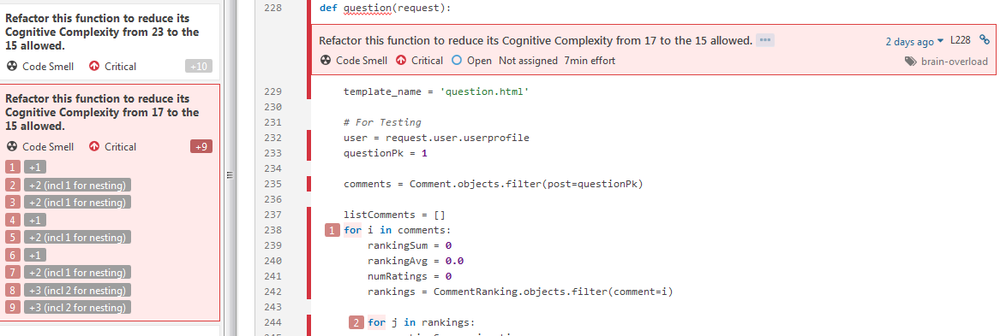 Refactor this function to reduce its
Cognitive Complexity from 23 to the
15 allowed.
Code Smell Critical +10
Refactor this function to reduce its
Cognitive Complexity from 17 to the
15 allowed.
Code Smell Critical +9
1 +1
2 +2 (incl 1 for nesting)
3 +2 (incl 1 for nesting)
4 +1
5 +2 (incl 1 for nesting)
6 +1
7 +2 (incl 1 for nesting)
8 +3 (incl 2 for nesting)
9 +3 (incl 2 for nesting)
228 def question(request):
Refactor this function to reduce its Cognitive Complexity from 17 to the 15 allowed. ••• 2 days ago L228
Code Smell Critical Open Not assigned 7min effort brain-overload
229 template_name = 'question.html'
230
231 # For Testing
232 user = request.user.userprofile
233 questionPk = 1
234
235 comments = Comment.objects.filter(post=questionPk)
236
237 listComments = []
238 1 for i in comments:
239 rankingSum = 0
240 rankingAvg = 0.0
241 numRatings = 0
242 rankings = CommentRanking.objects.filter(comment=i)
243
244 2 for j in rankings: